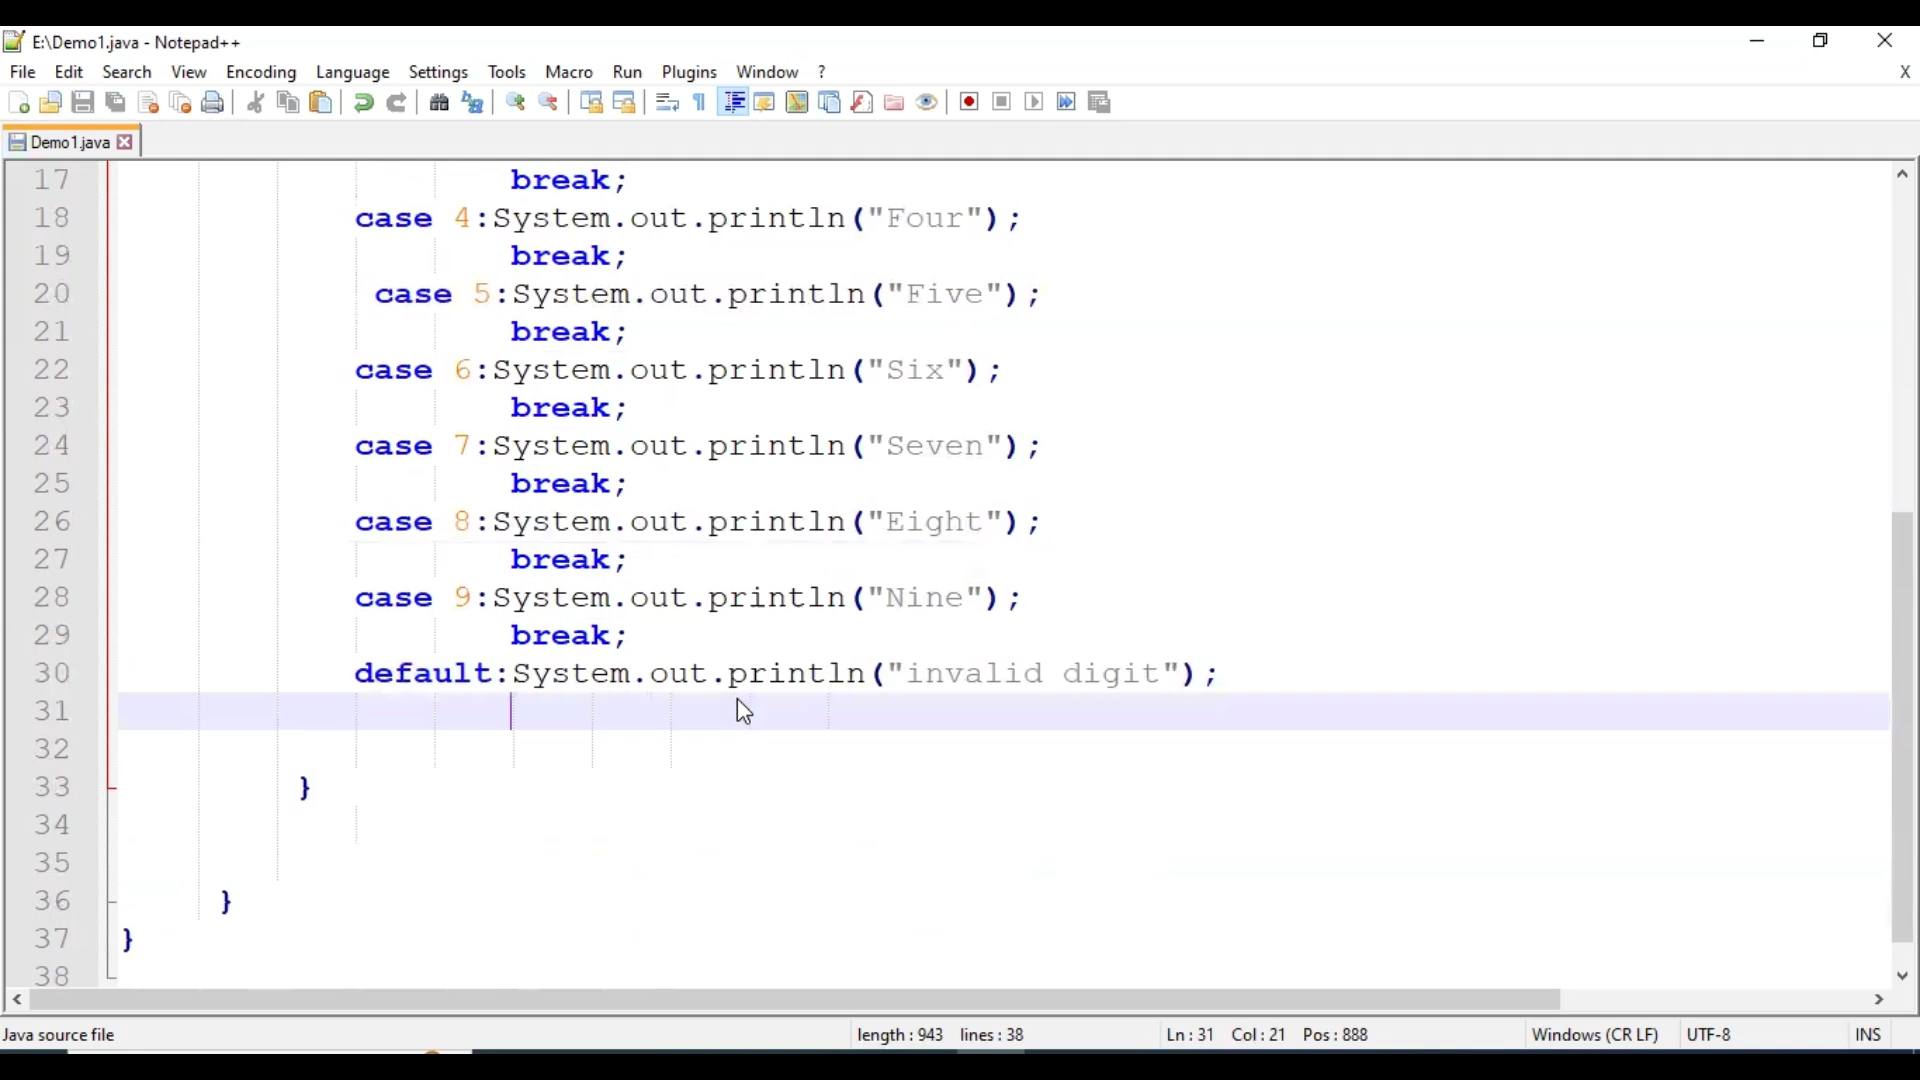 E:\Demo1.java - Notepad++
File Edit Search View Encoding Language Settings Tools Macro Run Plugins Window ? X
Demo1.java
17 break;
18 case 4:System.out.println("Four");
19 break;
20 case 5:System.out.println("Five");
21 break;
22 case 6:System.out.println("Six");
23 break;
24 case 7:System.out.println("Seven");
25 break;
26 case 8:System.out.println("Eight");
27 break;
28 case 9:System.out.println("Nine");
29 break;
30 default:System.out.println("invalid digit");
31
32
33 }
34
35
36 }
37 }
38
Java source file length : 943 lines : 38 Ln : 31 Col : 21 Pos : 888 Windows (CR LF) UTF-8 INS